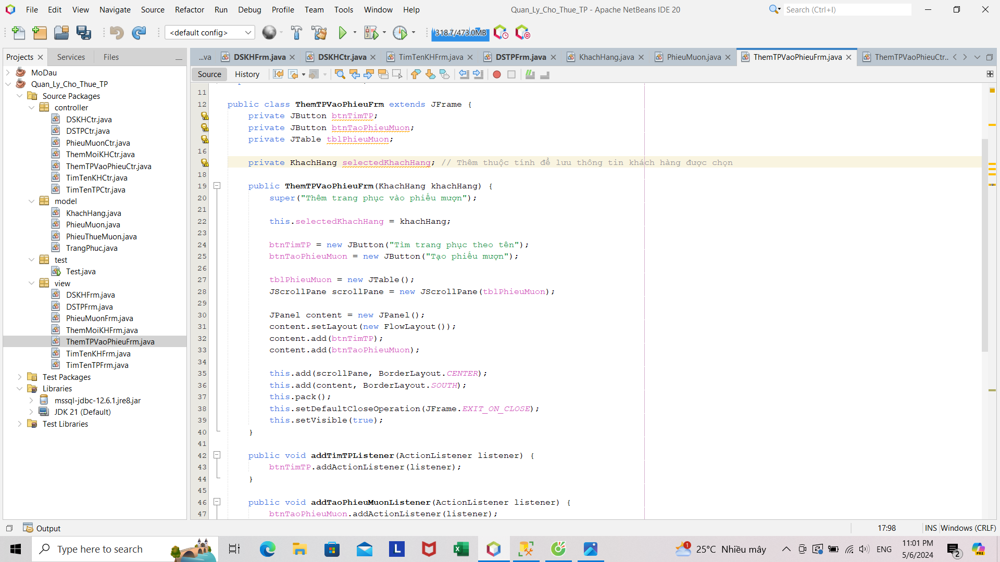 File Edit View Navigate Source Refactor Run Debug Profile Team Tools Window Help
Quan_Ly_Cho_Thue_TP - Apache NetBeans IDE 20
Search (Ctrl+I)
<default config>
318.7/473.0MB
Projects Services Files
...va DSKHFrm.java DSKHCtr.java TimTenKHFrm.java DSTPFrm.java KhachHang.java PhieuMuon.java ThemTPVaoPhieuFrm.java ThemTPVaoPhieuCtr...
Source History
MoDau
Quan_Ly_Cho_Thue_TP
Source Packages
controller
DSKHCtr.java
DSTPCtr.java
PhieuMuonCtr.java
ThemMoiKHCtr.java
ThemTPVaoPhieuCtr.java
TimTenKHCtr.java
TimTenTPCtr.java
model
KhachHang.java
PhieuMuon.java
PhieuThueMuon.java
TrangPhuc.java
test
Test.java
view
DSKHFrm.java
DSTPFrm.java
PhieuMuonFrm.java
ThemMoiKHFrm.java
ThemTPVaoPhieuFrm.java
TimTenKHFrm.java
TimTenTPFrm.java
Test Packages
Libraries
mssql-jdbc-12.6.1.jre8.jar
JDK 21 (Default)
Test Libraries
11
12 public class ThemTPVaoPhieuFrm extends JFrame {
private JButton btnTimTP;
private JButton btnTaoPhieuMuon;
private JTable tblPhieuMuon;
16
private KhachHang selectedKhachHang; // Thêm thuộc tính để lưu thông tin khách hàng được chọn
18
19 public ThemTPVaoPhieuFrm(KhachHang khachHang) {
20 super("Thêm trang phục vào phiếu mượn");
21
22 this.selectedKhachHang = khachHang;
23
24 btnTimTP = new JButton("Tìm trang phục theo tên");
25 btnTaoPhieuMuon = new JButton("Tạo phiếu mượn");
26
27 tblPhieuMuon = new JTable();
28 JScrollPane scrollPane = new JScrollPane(tblPhieuMuon);
29
30 JPanel content = new JPanel();
31 content.setLayout(new FlowLayout());
32 content.add(btnTimTP);
33 content.add(btnTaoPhieuMuon);
34
35 this.add(scrollPane, BorderLayout.CENTER);
36 this.add(content, BorderLayout.SOUTH);
37 this.pack();
38 this.setDefaultCloseOperation(JFrame.EXIT_ON_CLOSE);
39 this.setVisible(true);
40 }
41
42 public void addTimTPListener(ActionListener listener) {
43 btnTimTP.addActionListener(listener);
44 }
45
46 public void addTaoPhieuMuonListener(ActionListener listener) {
47 btnTaoPhieuMuon.addActionListener(listener);
Output
17:98 INS Windows (CRLF)
Type here to search
L
1
25°C Nhiều mây
ENG
11:01 PM
5/6/2024
2
PRE